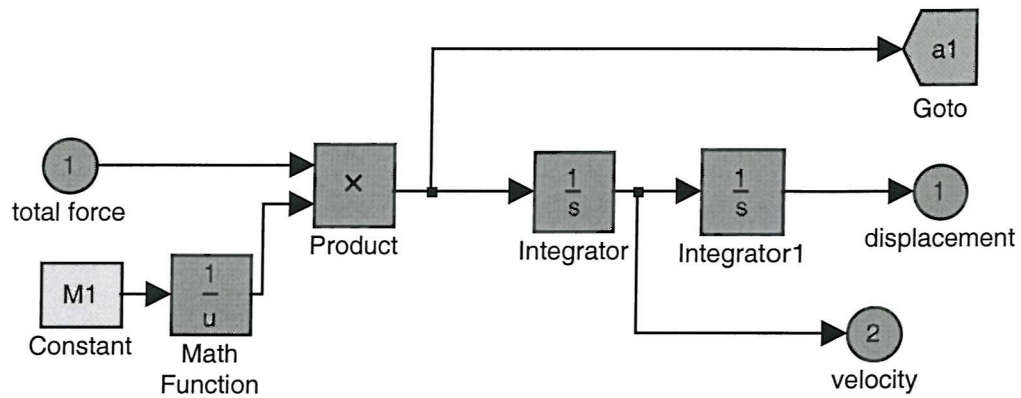 a1
Goto
1
total force
×
Product
1
s
Integrator
1
s
Integrator1
1
displacement
M1
Constant
1
u
Math
Function
2
velocity